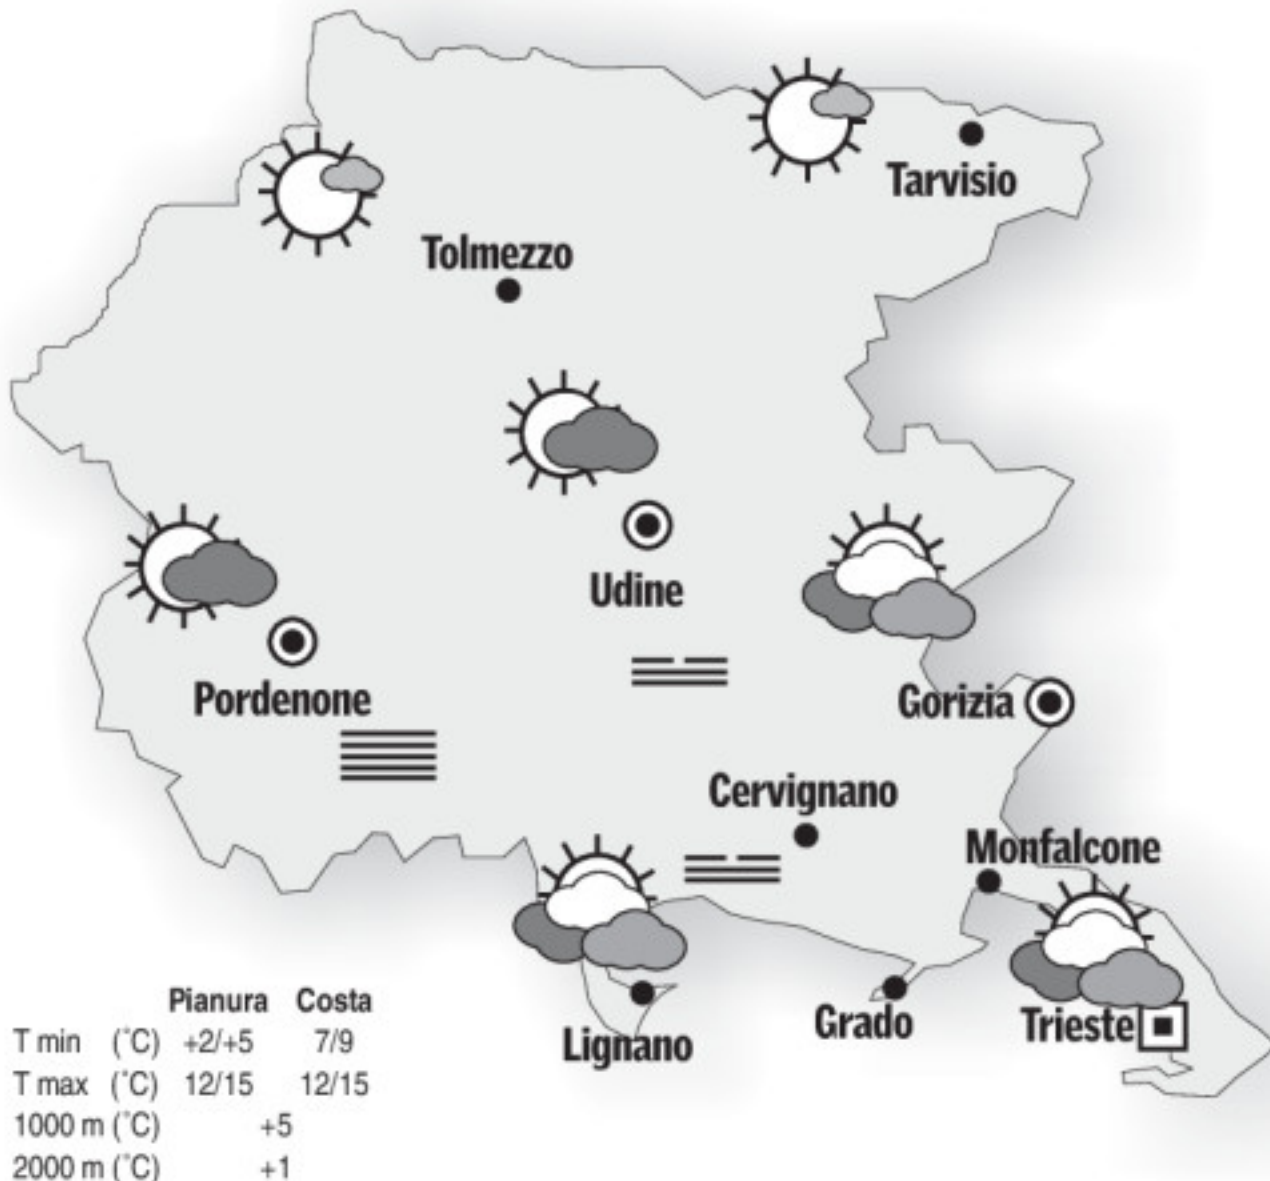 Tarvisio
Tolmezzo
Udine
Pordenone
Gorizia
Cervignano
Monfalcone
Grado
Trieste
Lignano
Pianura Costa
T min (°C) +2/+5 7/9
T max (°C) 12/15 12/15
1000 m (°C) +5
2000 m (°C) +1